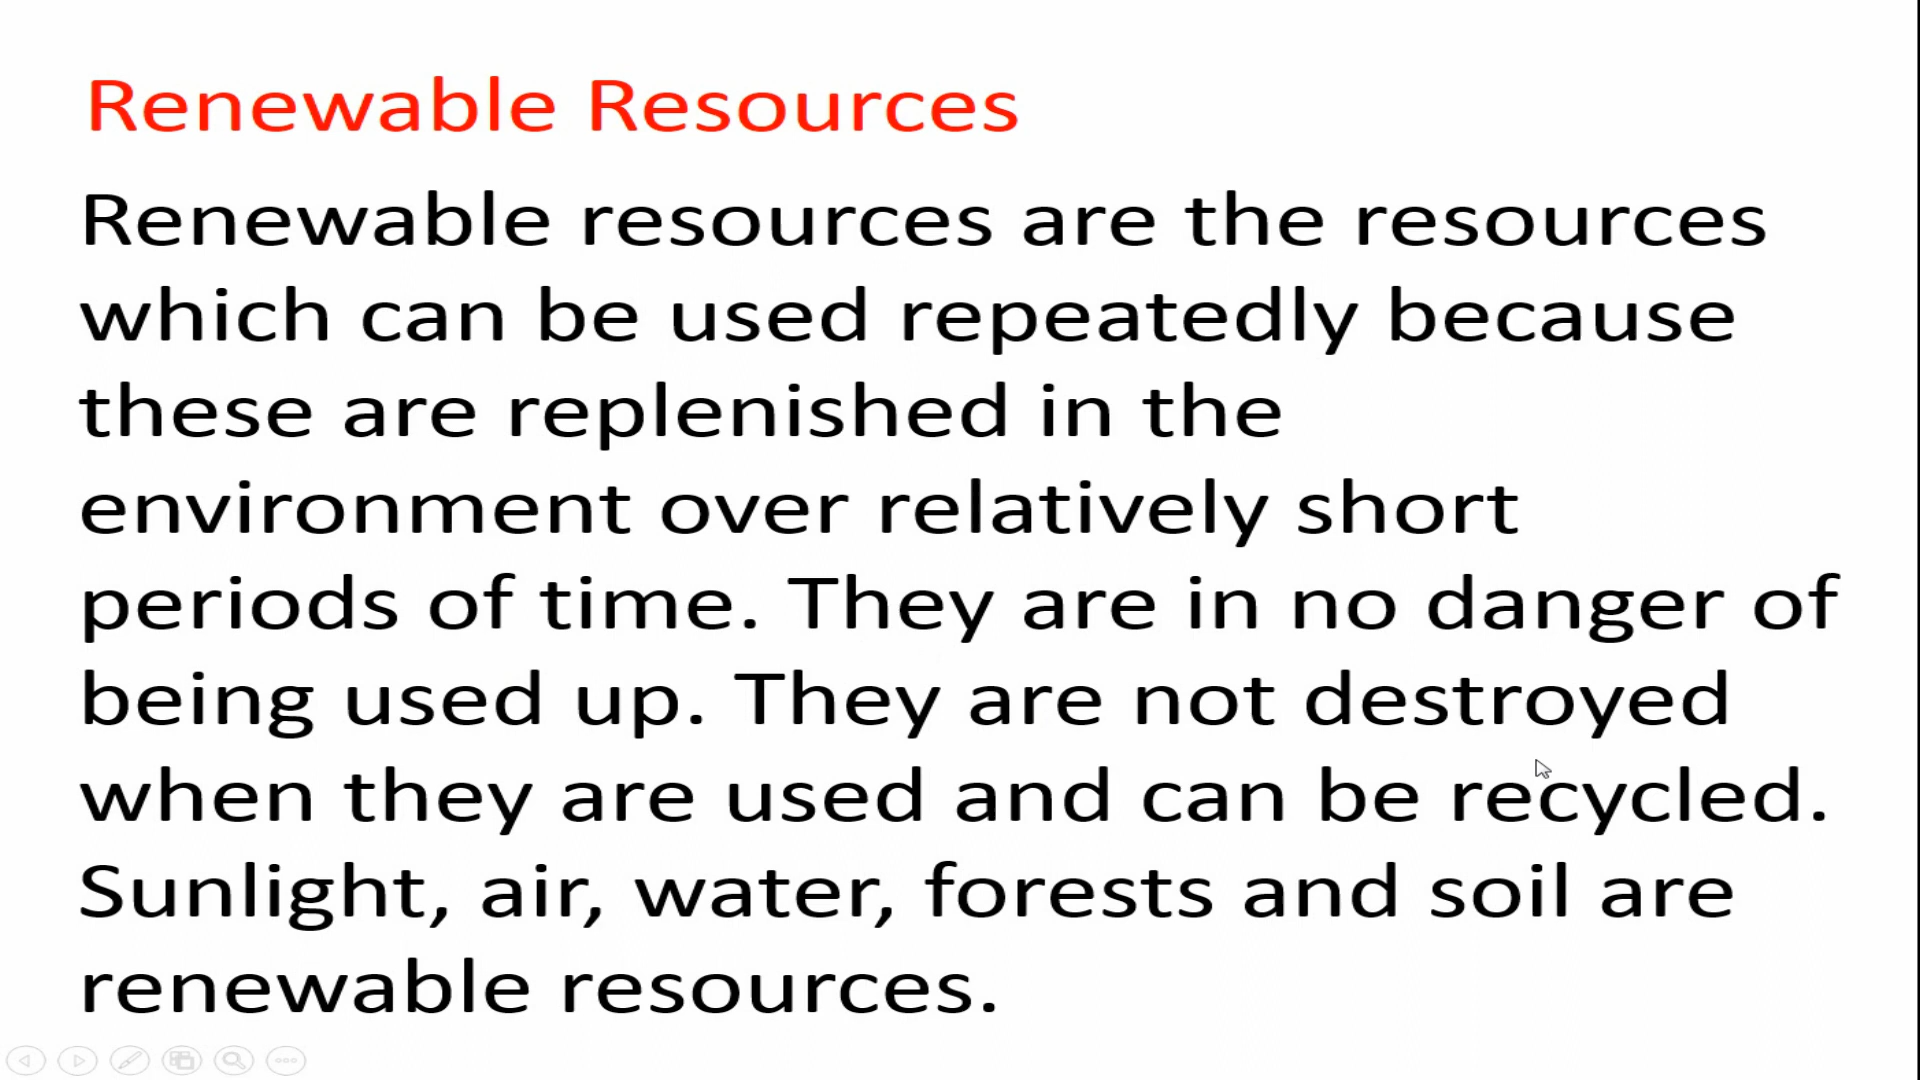 Renewable Resources
Renewable resources are the resources
which can be used repeatedly because
these are replenished in the
environment over relatively short
periods of time. They are in no danger of
being used up. They are not destroyed
when they are used and can be recycled.
Sunlight, air, water, forests and soil are
renewable resources.